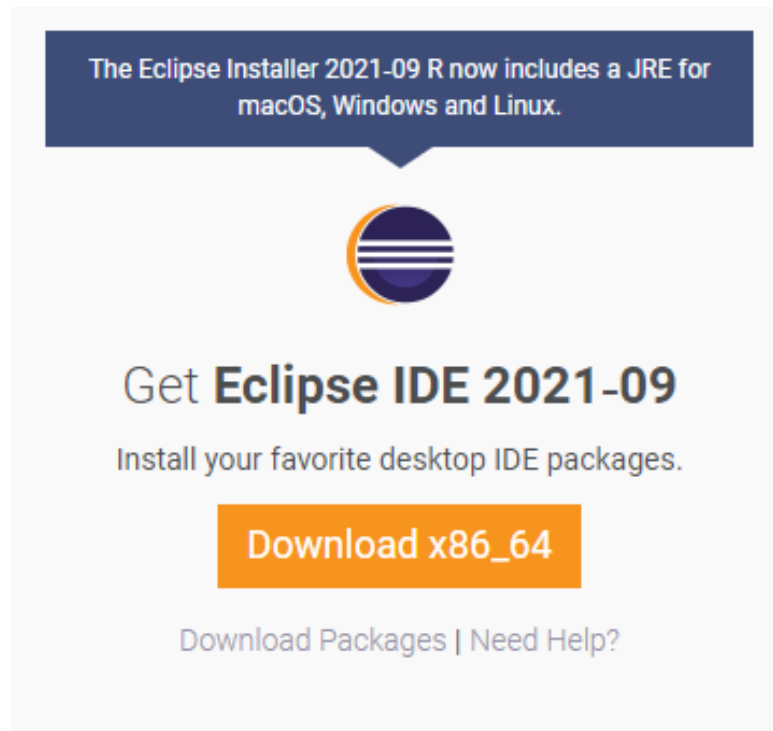 The Eclipse Installer 2021-09 R now includes a JRE for
macOS, Windows and Linux.
Get Eclipse IDE 2021-09
Install your favorite desktop IDE packages.
Download x86_64
Download Packages | Need Help?